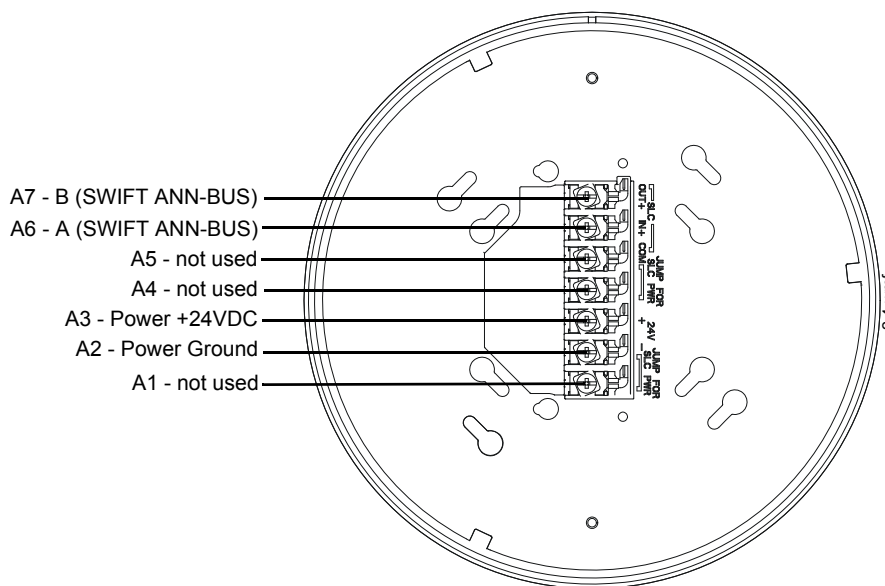 A7 - B (SWIFT ANN-BUS)
A6 - A (SWIFT ANN-BUS)
A5 - not used
A4 - not used
A3 - Power +24VDC
A2 - Power Ground
A1 - not used
OUT+ IN+ COM
SLC
JUMP FOR
SLC PWR
+ 24V -
JUMP FOR
SLC PWR